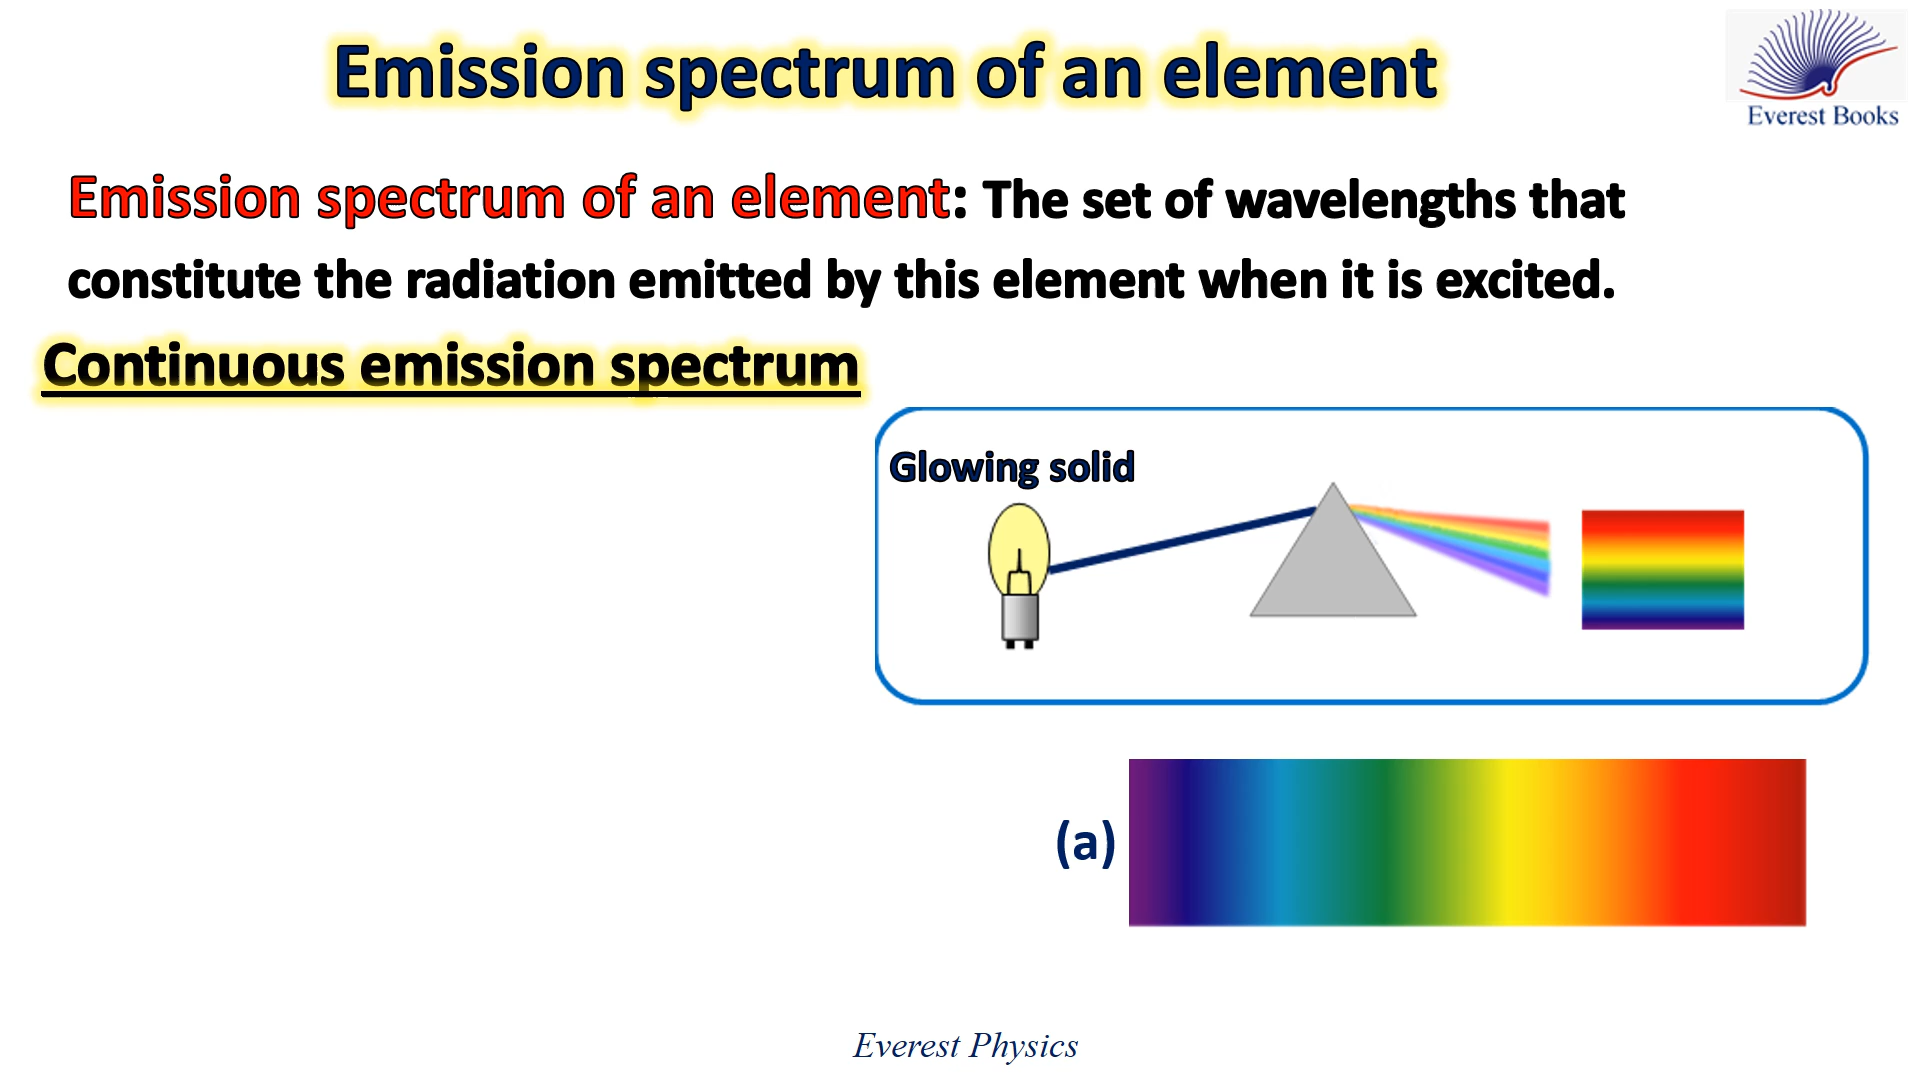 Emission spectrum of an element
Everest Books
Emission spectrum of an element: The set of wavelengths that
constitute the radiation emitted by this element when it is excited.
Continuous emission spectrum
Glowing solid
(a)
Everest Physics